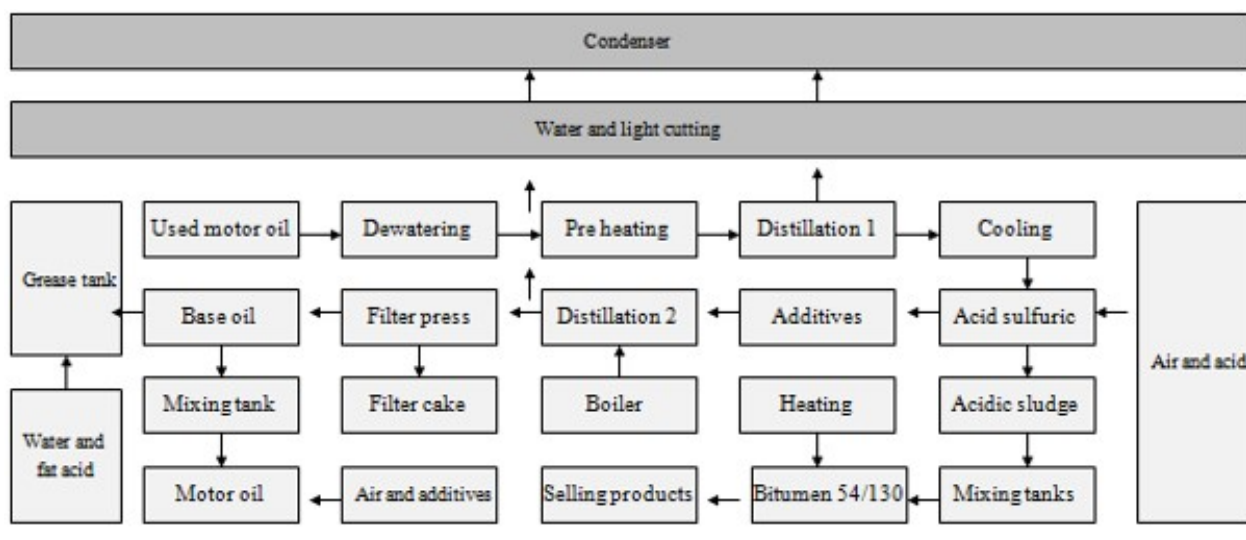 Condenser
Water and light cutting
Used motor oil
Dewatering
Pre heating
Distillation 1
Cooling
Grease tank
Base oil
Filter press
Distillation 2
Additives
Acid sulfuric
Air and acid
Mixing tank
Filter cake
Boiler
Heating
Acidic sludge
Water and
fat acid
Motor oil
Air and additives
Selling products
Bitumen 54/130
Mixing tanks